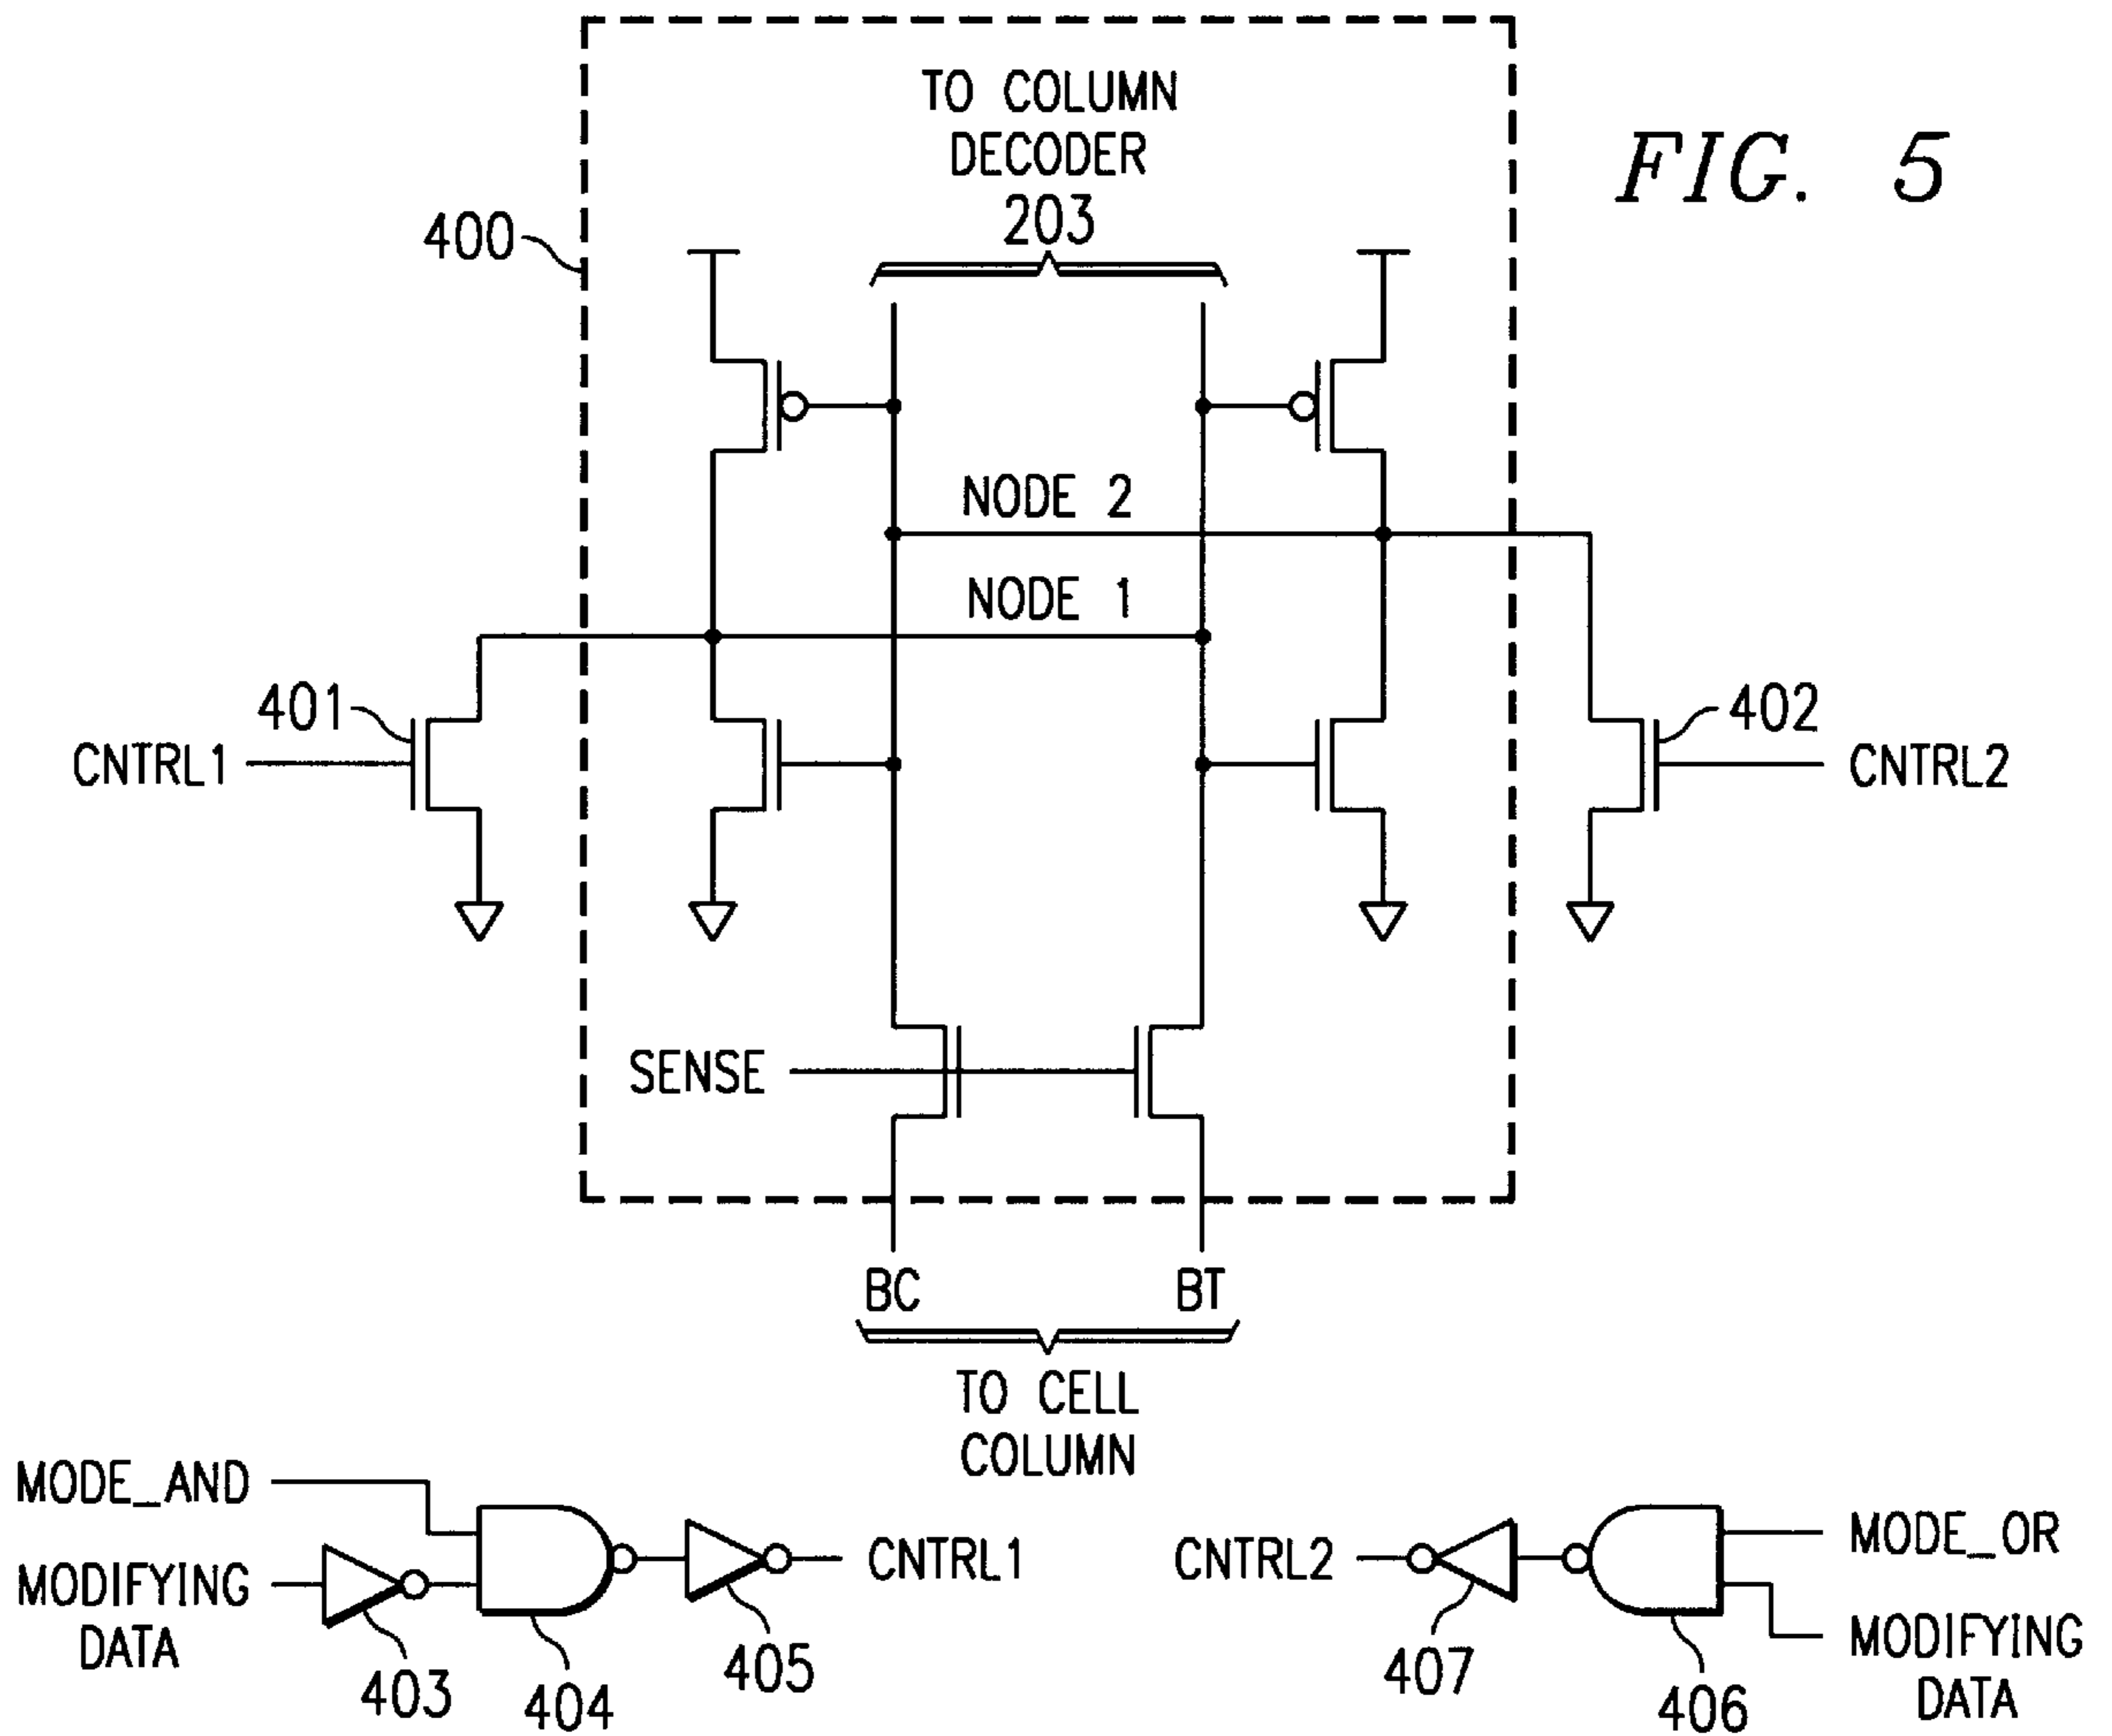 TO COLUMN
DECODER
203
FIG. 5
400
NODE 2
NODE 1
401
402
CNTRL1
CNTRL2
SENSE
BC
BT
TO CELL
COLUMN
MODE_AND
MODIFYING
DATA
403
404
405
CNTRL1
CNTRL2
407
406
MODE_OR
MODIFYING
DATA